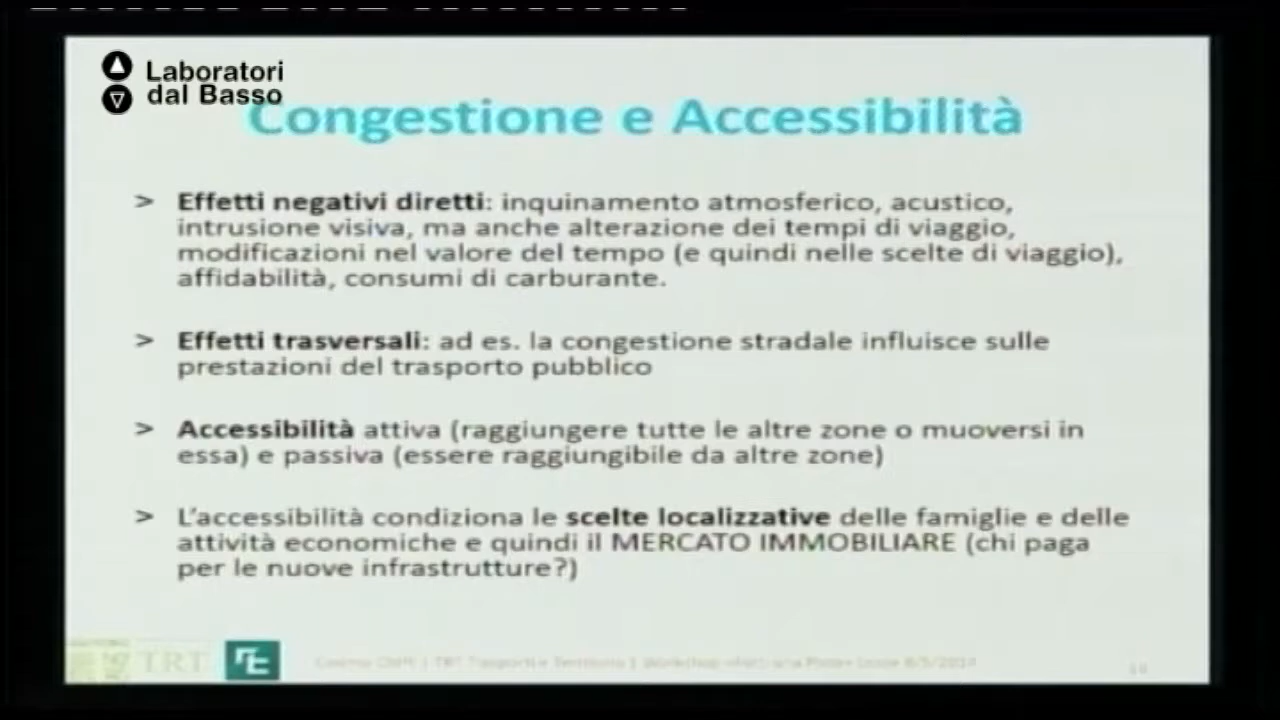 Laboratori
dal Basso
Congestione e Accessibilità
> Effetti negativi diretti: inquinamento atmosferico, acustico,
intrusione visiva, ma anche alterazione dei tempi di viaggio,
modificazioni nel valore del tempo (e quindi nelle scelte di viaggio),
affidabilità, consumi di carburante.
> Effetti trasversali: ad es. la congestione stradale influisce sulle
prestazioni del trasporto pubblico
> Accessibilità attiva (raggiungere tutte le altre zone o muoversi in
essa) e passiva (essere raggiungibile da altre zone)
> L'accessibilità condiziona le scelte localizzative delle famiglie e delle
attività economiche e quindi il MERCATO IMMOBILIARE (chi paga
per le nuove infrastrutture?)
TRT
TRT Trasporti e Territorio | Workshop